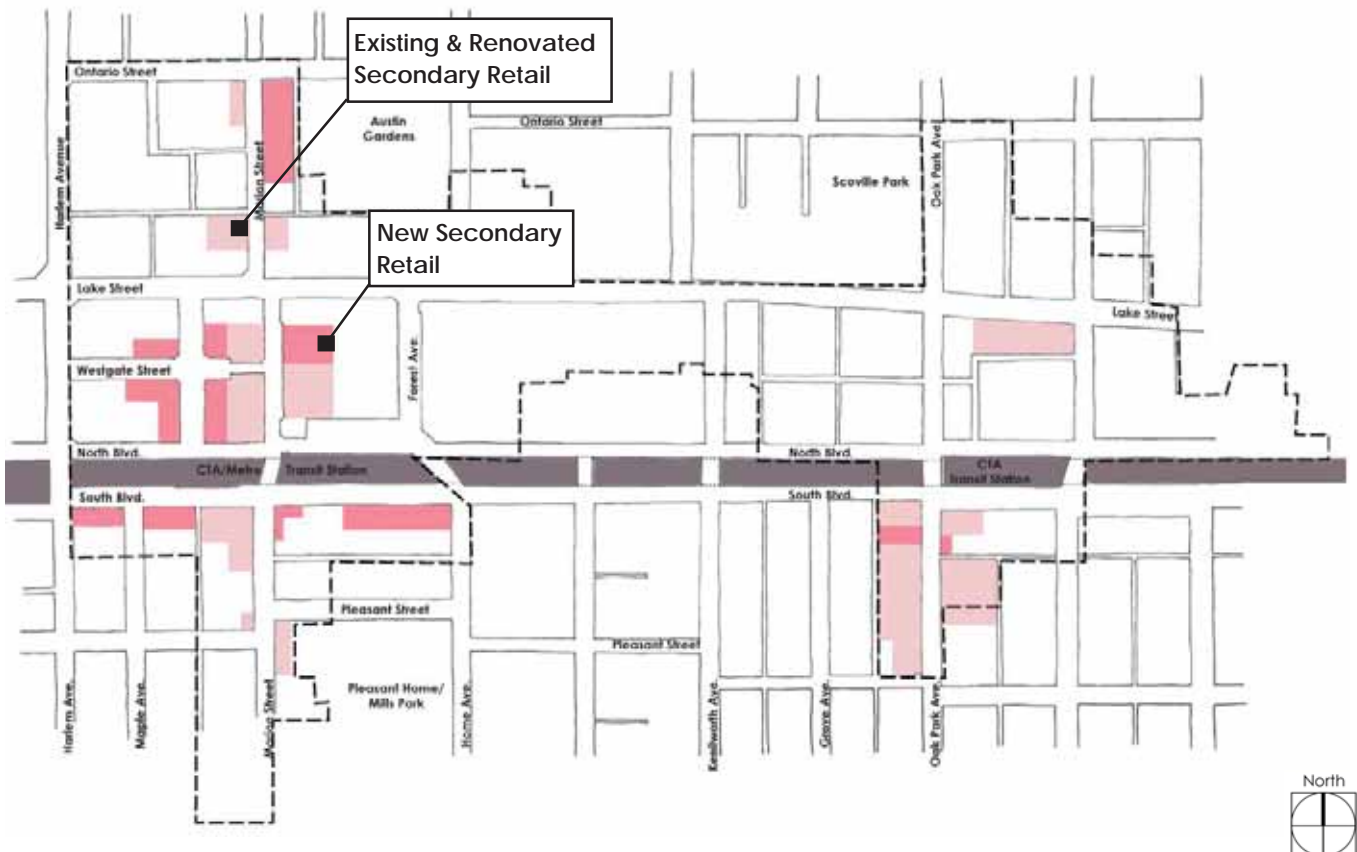 Existing & Renovated
Secondary Retail
Ontario Street
Austin
Gardens
Ontario Street
Oak Park Ave.
Harlem Avenue
Marion Street
Scoville Park
New Secondary
Retail
Lake Street
Lake Street
Forest Ave.
Westgate Street
North Blvd.
North Blvd.
CTA/Metra
Transit Station
CTA
Transit Station
South Blvd.
South Blvd.
Pleasant Street
Pleasant Street
Pleasant Home/
Mills Park
Harlem Ave.
Maple Ave.
Marion Street
Home Ave.
Kenilworth Ave.
Grove Ave.
Oak Park Ave.
North